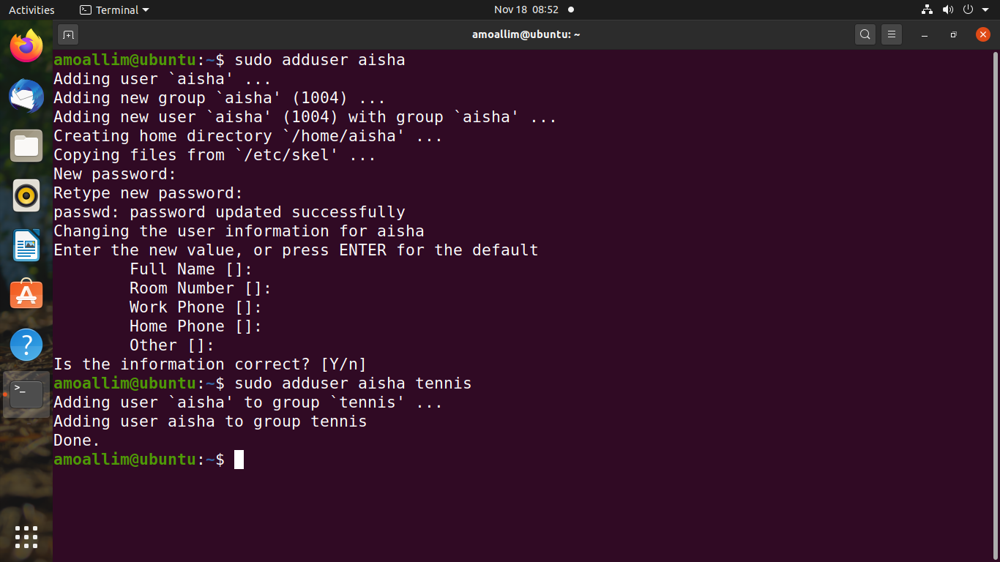 Activities
Terminal
Nov 18 08:52
amoallim@ubuntu: ~
amoallim@ubuntu:~$ sudo adduser aisha
Adding user `aisha' ...
Adding new group `aisha' (1004) ...
Adding new user `aisha' (1004) with group `aisha' ...
Creating home directory `/home/aisha' ...
Copying files from `/etc/skel' ...
New password:
Retype new password:
passwd: password updated successfully
Changing the user information for aisha
Enter the new value, or press ENTER for the default
Full Name []:
Room Number []:
Work Phone []:
Home Phone []:
Other []:
Is the information correct? [Y/n]
amoallim@ubuntu:~$ sudo adduser aisha tennis
Adding user `aisha' to group `tennis' ...
Adding user aisha to group tennis
Done.
amoallim@ubuntu:~$